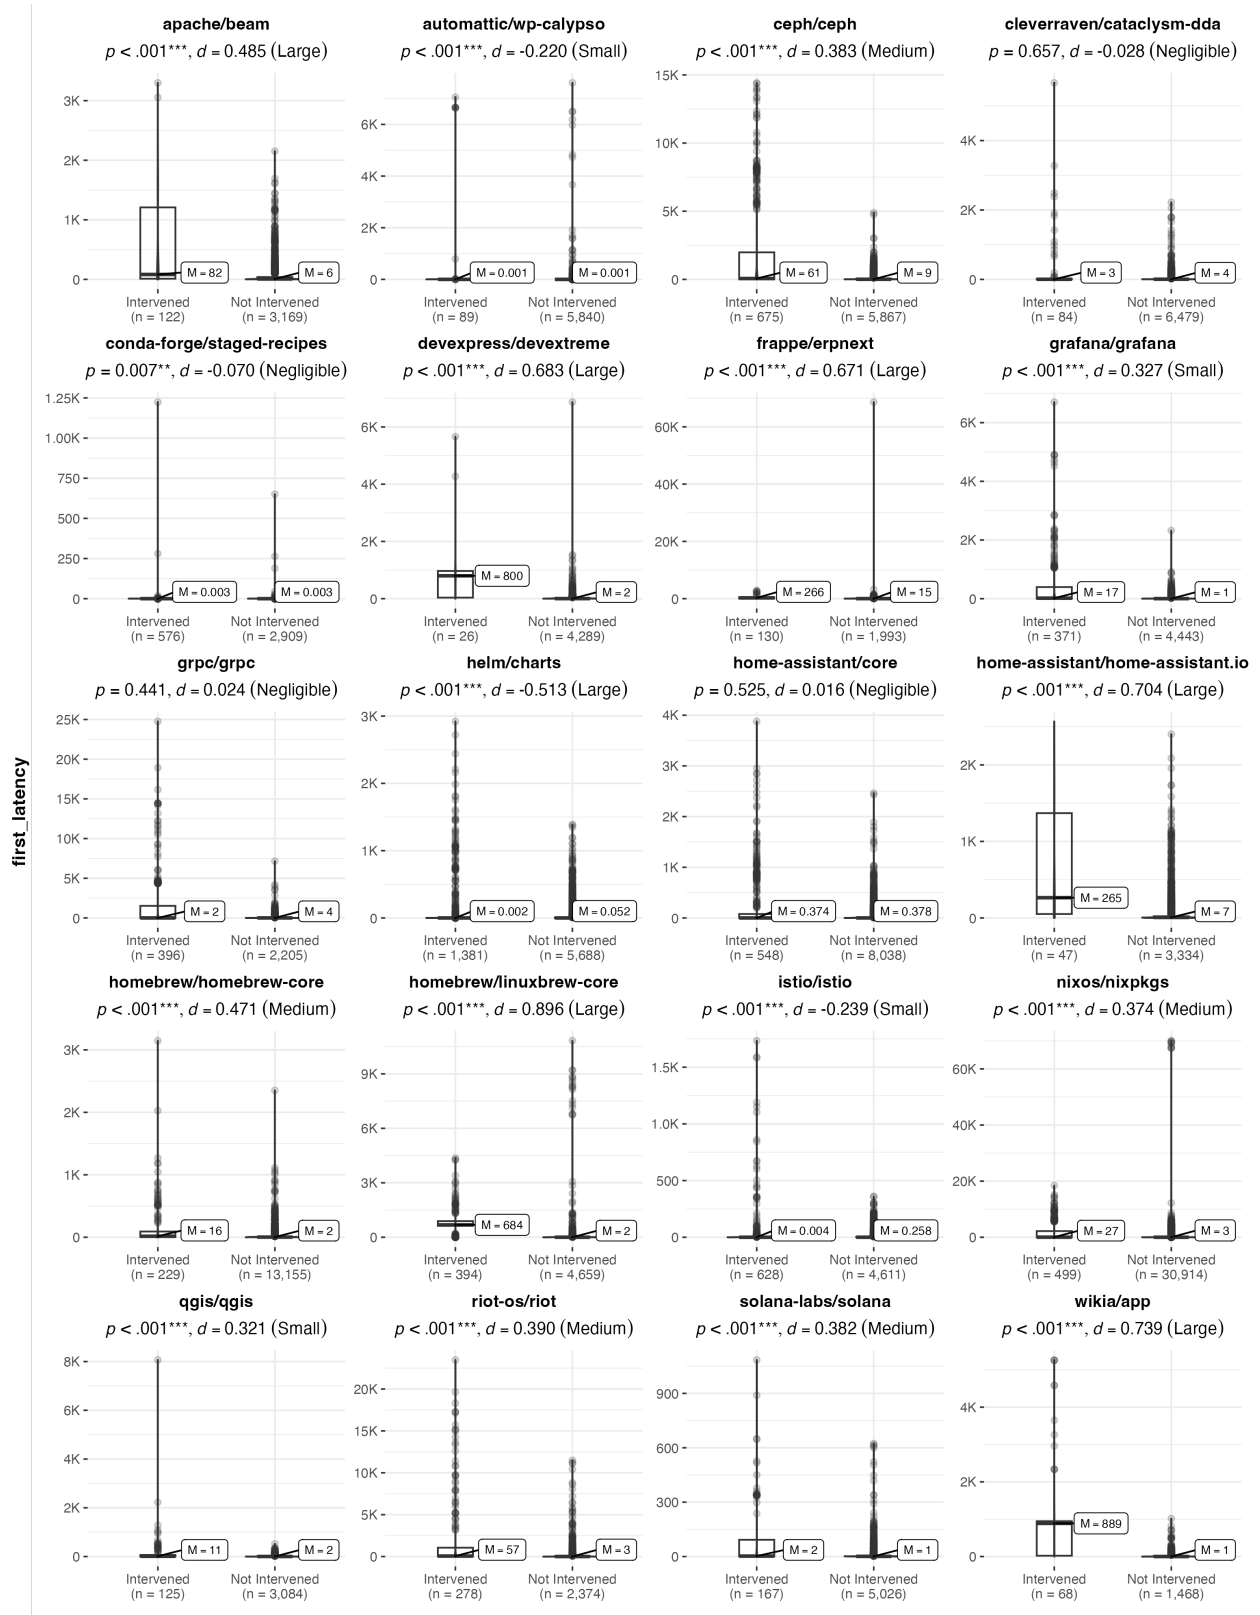 first_latency
apache/beam
p < .001***, d = 0.485 (Large)
3K
2K
1K
0
M = 82
M = 6
Intervened
(n = 122)
Not Intervened
(n = 3,169)
automattic/wp-calypso
p < .001***, d = -0.220 (Small)
6K
4K
2K
0
M = 0.001
M = 0.001
Intervened
(n = 89)
Not Intervened
(n = 5,840)
ceph/ceph
p < .001***, d = 0.383 (Medium)
15K
10K
5K
0
M = 61
M = 9
Intervened
(n = 675)
Not Intervened
(n = 5,867)
cleverraven/cataclysm-dda
p = 0.657, d = -0.028 (Negligible)
4K
2K
0
M = 3
M = 4
Intervened
(n = 84)
Not Intervened
(n = 6,479)
conda-forge/staged-recipes
p = 0.007**, d = -0.070 (Negligible)
1.25K
1.00K
750
500
250
0
M = 0.003
M = 0.003
Intervened
(n = 576)
Not Intervened
(n = 2,909)
devexpress/devextreme
p < .001***, d = 0.683 (Large)
6K
4K
2K
0
M = 800
M = 2
Intervened
(n = 26)
Not Intervened
(n = 4,289)
frappe/erpnext
p < .001***, d = 0.671 (Large)
60K
40K
20K
0
M = 266
M = 15
Intervened
(n = 130)
Not Intervened
(n = 1,993)
grafana/grafana
p < .001***, d = 0.327 (Small)
6K
4K
2K
0
M = 17
M = 1
Intervened
(n = 371)
Not Intervened
(n = 4,443)
grpc/grpc
p = 0.441, d = 0.024 (Negligible)
25K
20K
15K
10K
5K
0
M = 2
M = 4
Intervened
(n = 396)
Not Intervened
(n = 2,205)
helm/charts
p < .001***, d = -0.513 (Large)
3K
2K
1K
0
M = 0.002
M = 0.052
Intervened
(n = 1,381)
Not Intervened
(n = 5,688)
home-assistant/core
p = 0.525, d = 0.016 (Negligible)
4K
3K
2K
1K
0
M = 0.374
M = 0.378
Intervened
(n = 548)
Not Intervened
(n = 8,038)
home-assistant/home-assistant.io
p < .001***, d = 0.704 (Large)
2K
1K
0
M = 265
M = 7
Intervened
(n = 47)
Not Intervened
(n = 3,334)
homebrew/homebrew-core
p < .001***, d = 0.471 (Medium)
3K
2K
1K
0
M = 16
M = 2
Intervened
(n = 229)
Not Intervened
(n = 13,155)
homebrew/linuxbrew-core
p < .001***, d = 0.896 (Large)
9K
6K
3K
0
M = 684
M = 2
Intervened
(n = 394)
Not Intervened
(n = 4,659)
istio/istio
p < .001***, d = -0.239 (Small)
1.5K
1.0K
500
0
M = 0.004
M = 0.258
Intervened
(n = 628)
Not Intervened
(n = 4,611)
nixos/nixpkgs
p < .001***, d = 0.374 (Medium)
60K
40K
20K
0
M = 27
M = 3
Intervened
(n = 499)
Not Intervened
(n = 30,914)
qgis/qgis
p < .001***, d = 0.321 (Small)
8K
6K
4K
2K
0
M = 11
M = 2
Intervened
(n = 125)
Not Intervened
(n = 3,084)
riot-os/riot
p < .001***, d = 0.390 (Medium)
20K
15K
10K
5K
0
M = 57
M = 3
Intervened
(n = 278)
Not Intervened
(n = 2,374)
solana-labs/solana
p < .001***, d = 0.382 (Medium)
900
600
300
0
M = 2
M = 1
Intervened
(n = 167)
Not Intervened
(n = 5,026)
wikia/app
p < .001***, d = 0.739 (Large)
4K
2K
0
M = 889
M = 1
Intervened
(n = 68)
Not Intervened
(n = 1,468)